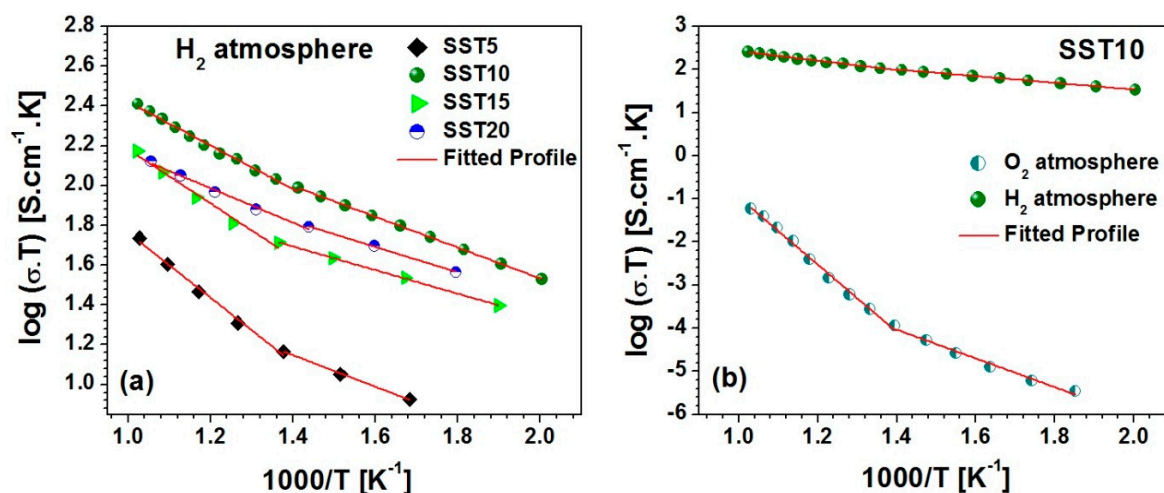 H2 atmosphere
SST5
SST10
SST15
SST20
Fitted Profile
2.8
2.6
2.4
2.2
2.0
1.8
1.6
1.4
1.2
1.0
log (σ.T) [S.cm-1.K]
(a)
1.0 1.2 1.4 1.6 1.8 2.0
1000/T [K-1]
SST10
O2 atmosphere
H2 atmosphere
Fitted Profile
3
2
1
0
-1
-2
-3
-4
-5
-6
log (σ.T) [S.cm-1.K]
(b)
1.0 1.2 1.4 1.6 1.8 2.0
1000/T [K-1]